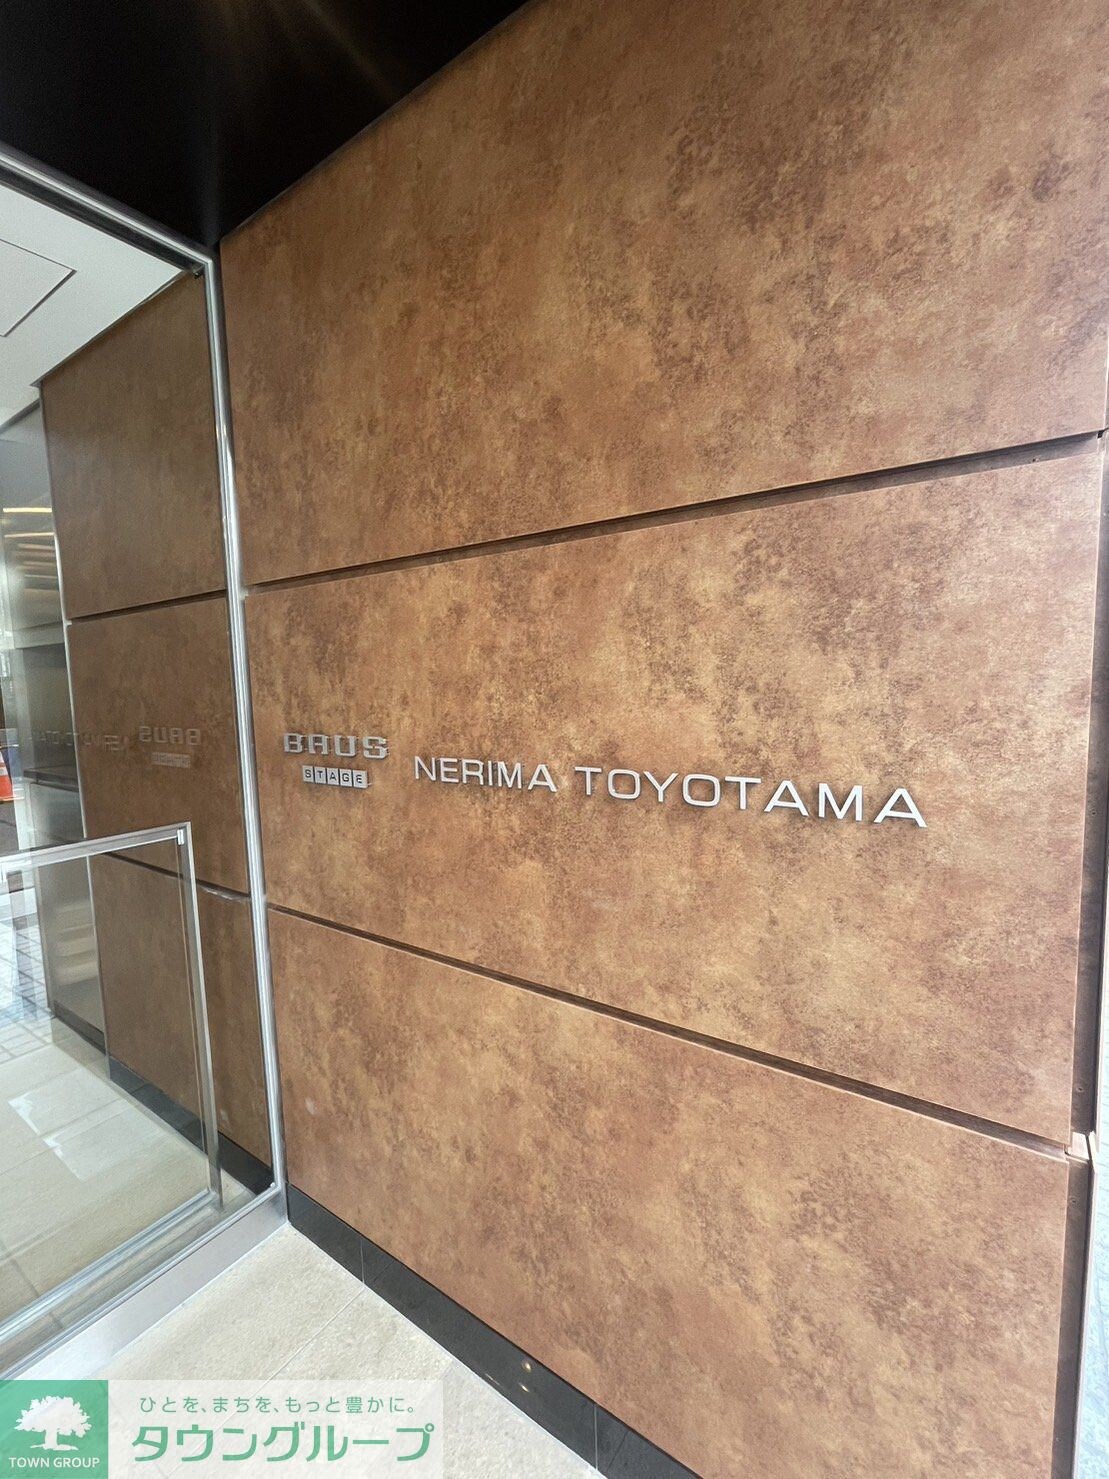 BAUS
STAGE
NERIMA TOYOTAMA
ひとを、まちを、もっと豊かに。
タウングループ
TOWN GROUP